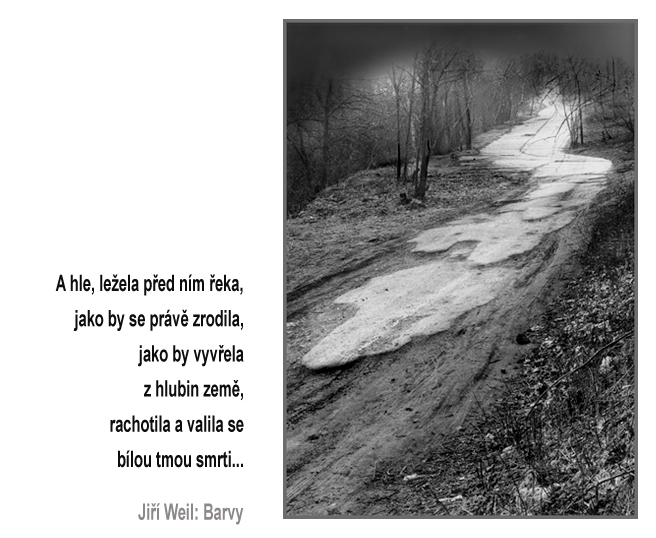 A hle, ležela před ním řeka,
jako by se právě zrodila,
jako by vyvřela
z hlubin země,
rachotila a valila se
bílou tmou smrti...
Jiří Weil: Barvy